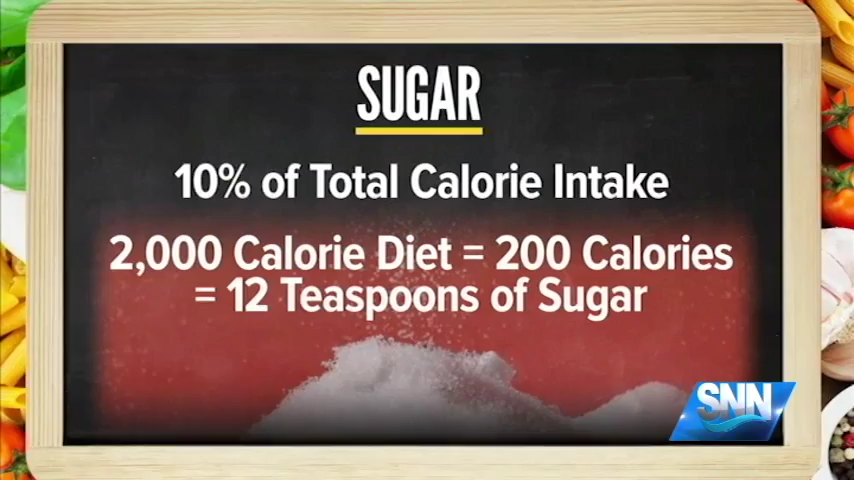 SUGAR
10% of Total Calorie Intake
2,000 Calorie Diet = 200 Calories
= 12 Teaspoons of Sugar
SNN